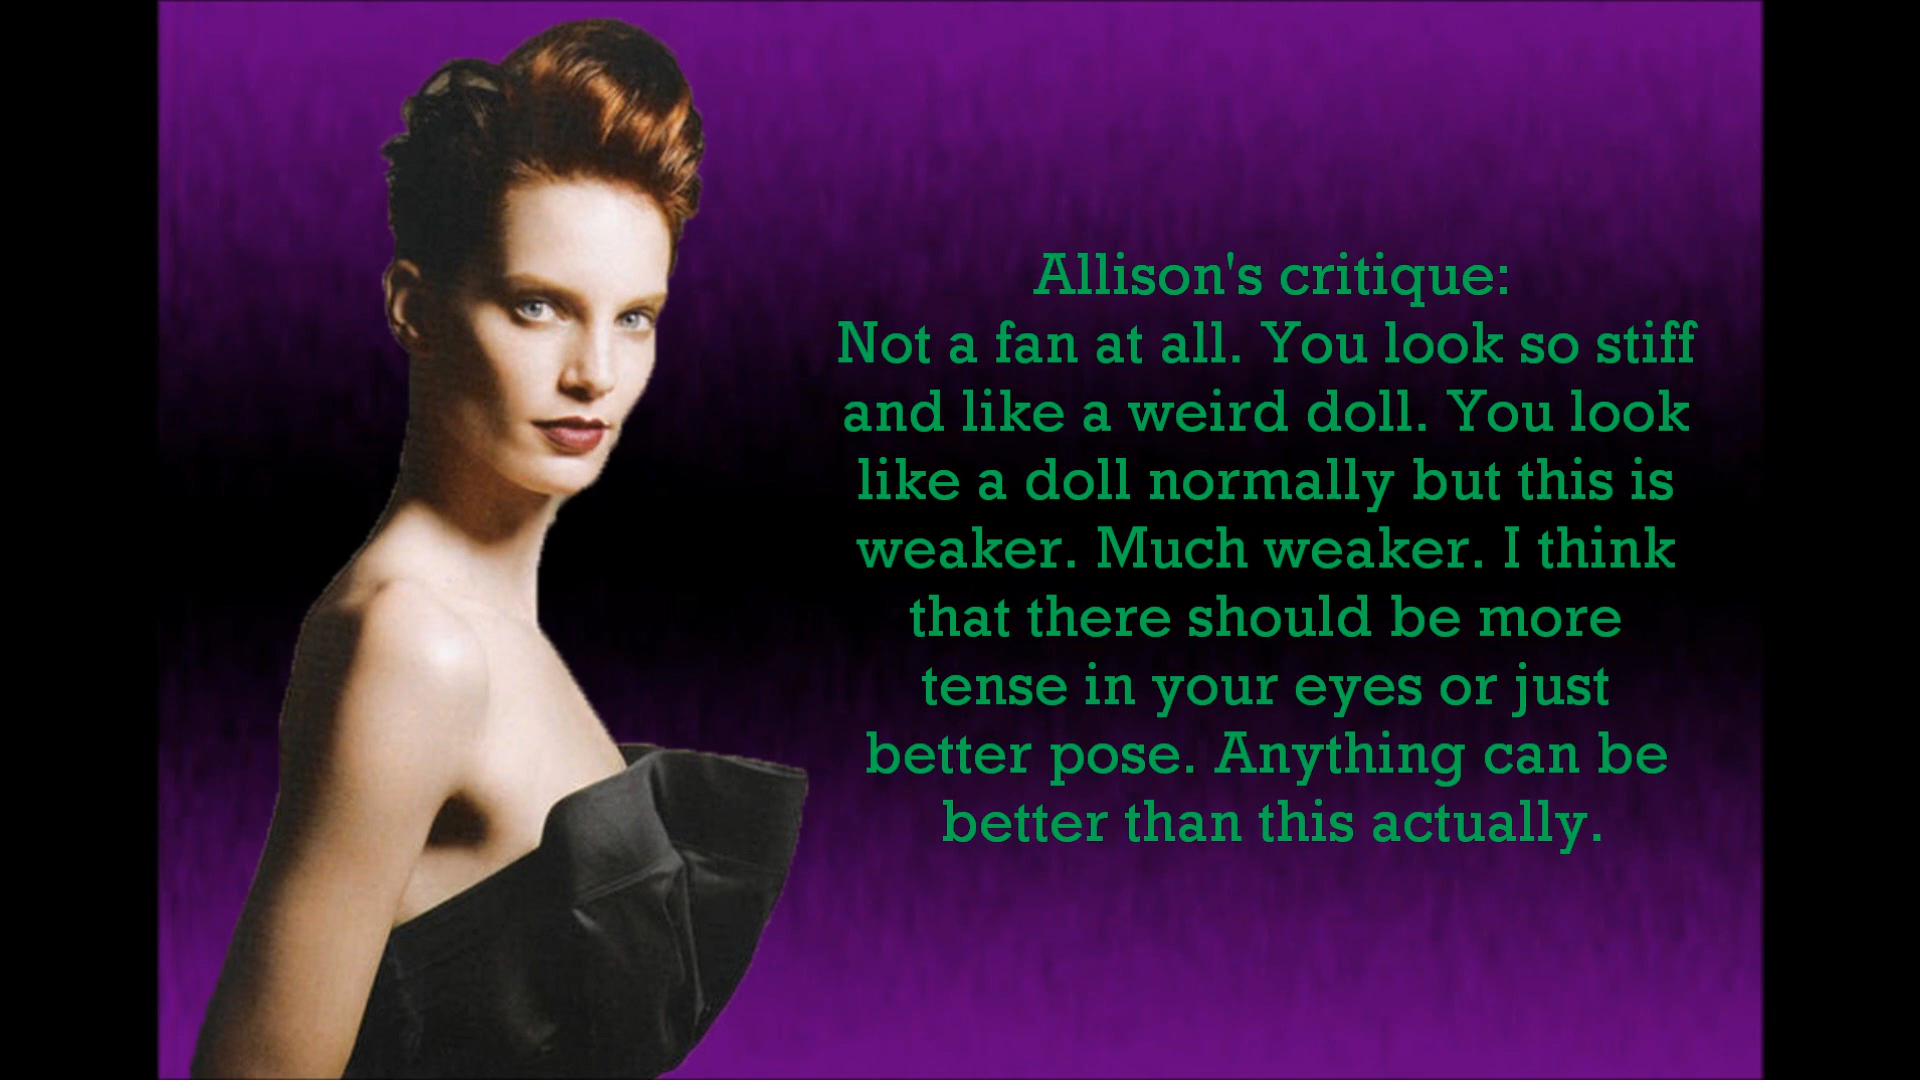 Allison's critique:
Not a fan at all. You look so stiff
and like a weird doll. You look
like a doll normally but this is
weaker. Much weaker. I think
that there should be more
tense in your eyes or just
better pose. Anything can be
better than this actually.